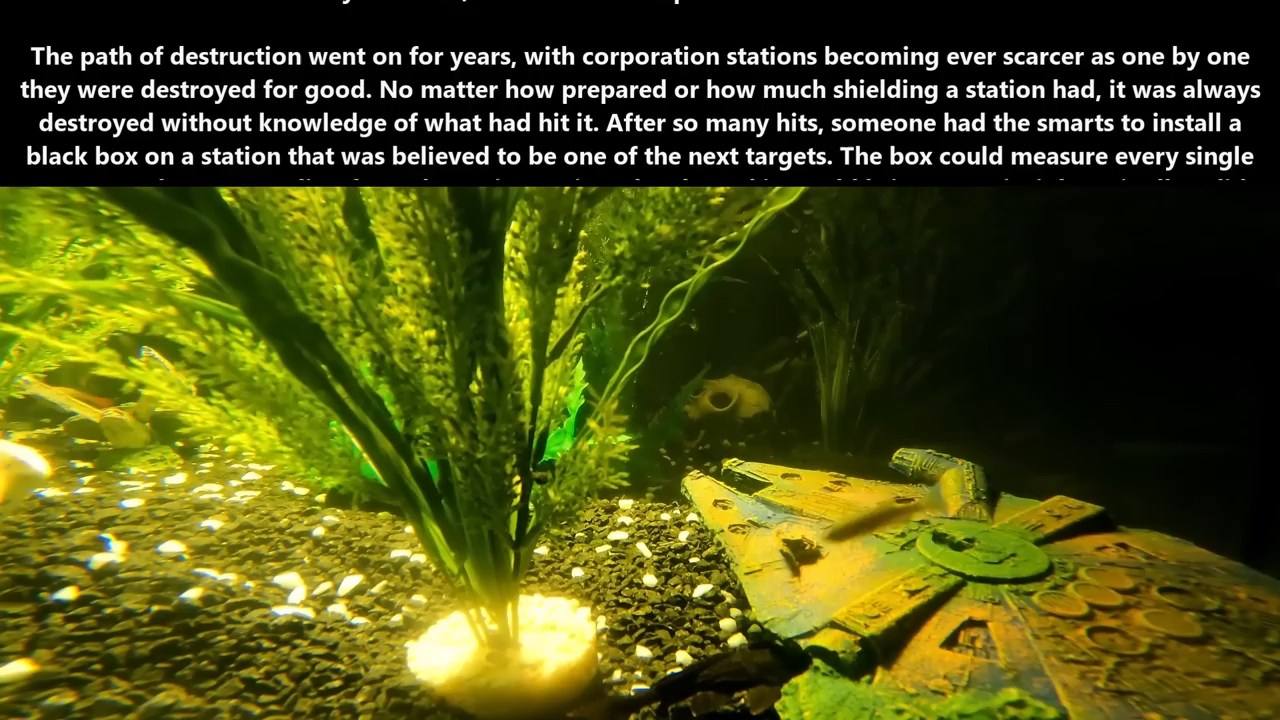 The path of destruction went on for years, with corporation stations becoming ever scarcer as one by one
they were destroyed for good. No matter how prepared or how much shielding a station had, it was always
destroyed without knowledge of what had hit it. After so many hits, someone had the smarts to install a
black box on a station that was believed to be one of the next targets. The box could measure every single